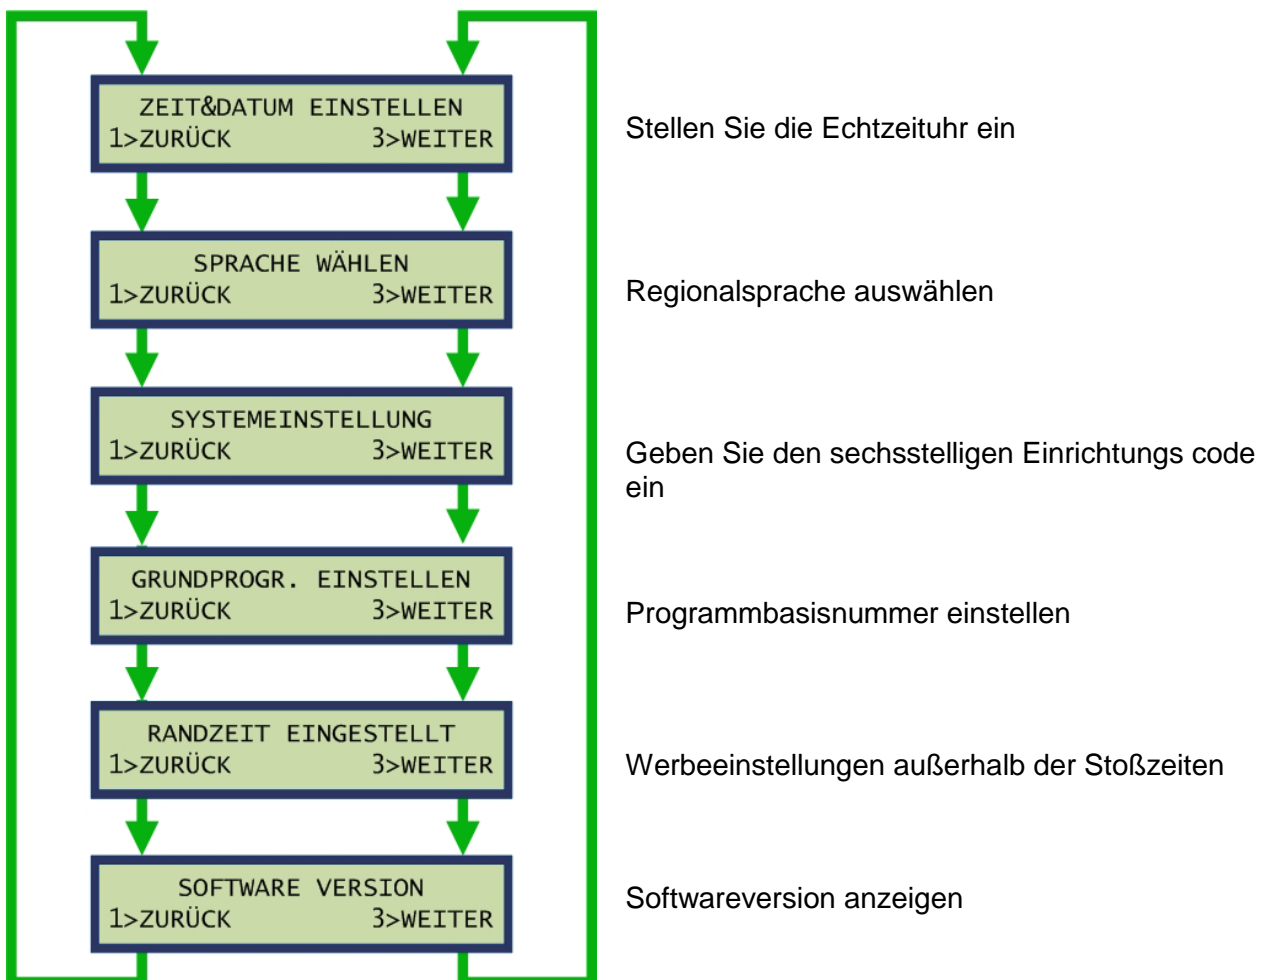 ZEIT&DATUM EINSTELLEN
1>ZURÜCK 3>WEITER
Stellen Sie die Echtzeituhr ein
SPRACHE WÄHLEN
1>ZURÜCK 3>WEITER
Regionalsprache auswählen
SYSTEMEINSTELLUNG
1>ZURÜCK 3>WEITER
Geben Sie den sechsstelligen Einrichtungs code
ein
GRUNDPROGR. EINSTELLEN
1>ZURÜCK 3>WEITER
Programmbasisnummer einstellen
RANDZEIT EINGESTELLT
1>ZURÜCK 3>WEITER
Werbeeinstellungen außerhalb der Stoßzeiten
SOFTWARE VERSION
1>ZURÜCK 3>WEITER
Softwareversion anzeigen